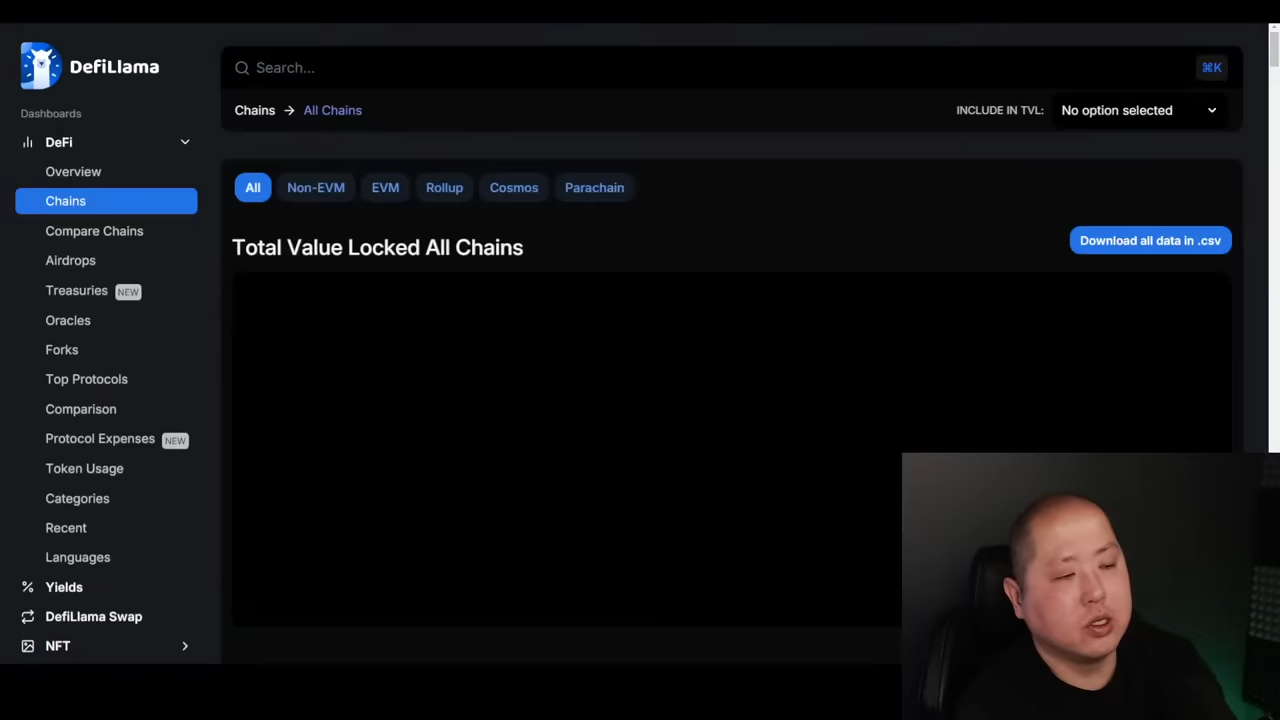 DefiLlama
Dashboards
DeFi
Overview
Chains
Compare Chains
Airdrops
Treasuries NEW
Oracles
Forks
Top Protocols
Comparison
Protocol Expenses NEW
Token Usage
Categories
Recent
Languages
Yields
DefiLlama Swap
NFT
Search... ⌘K
Chains → All Chains
INCLUDE IN TVL: No option selected
All Non-EVM EVM Rollup Cosmos Parachain
Total Value Locked All Chains
Download all data in .csv